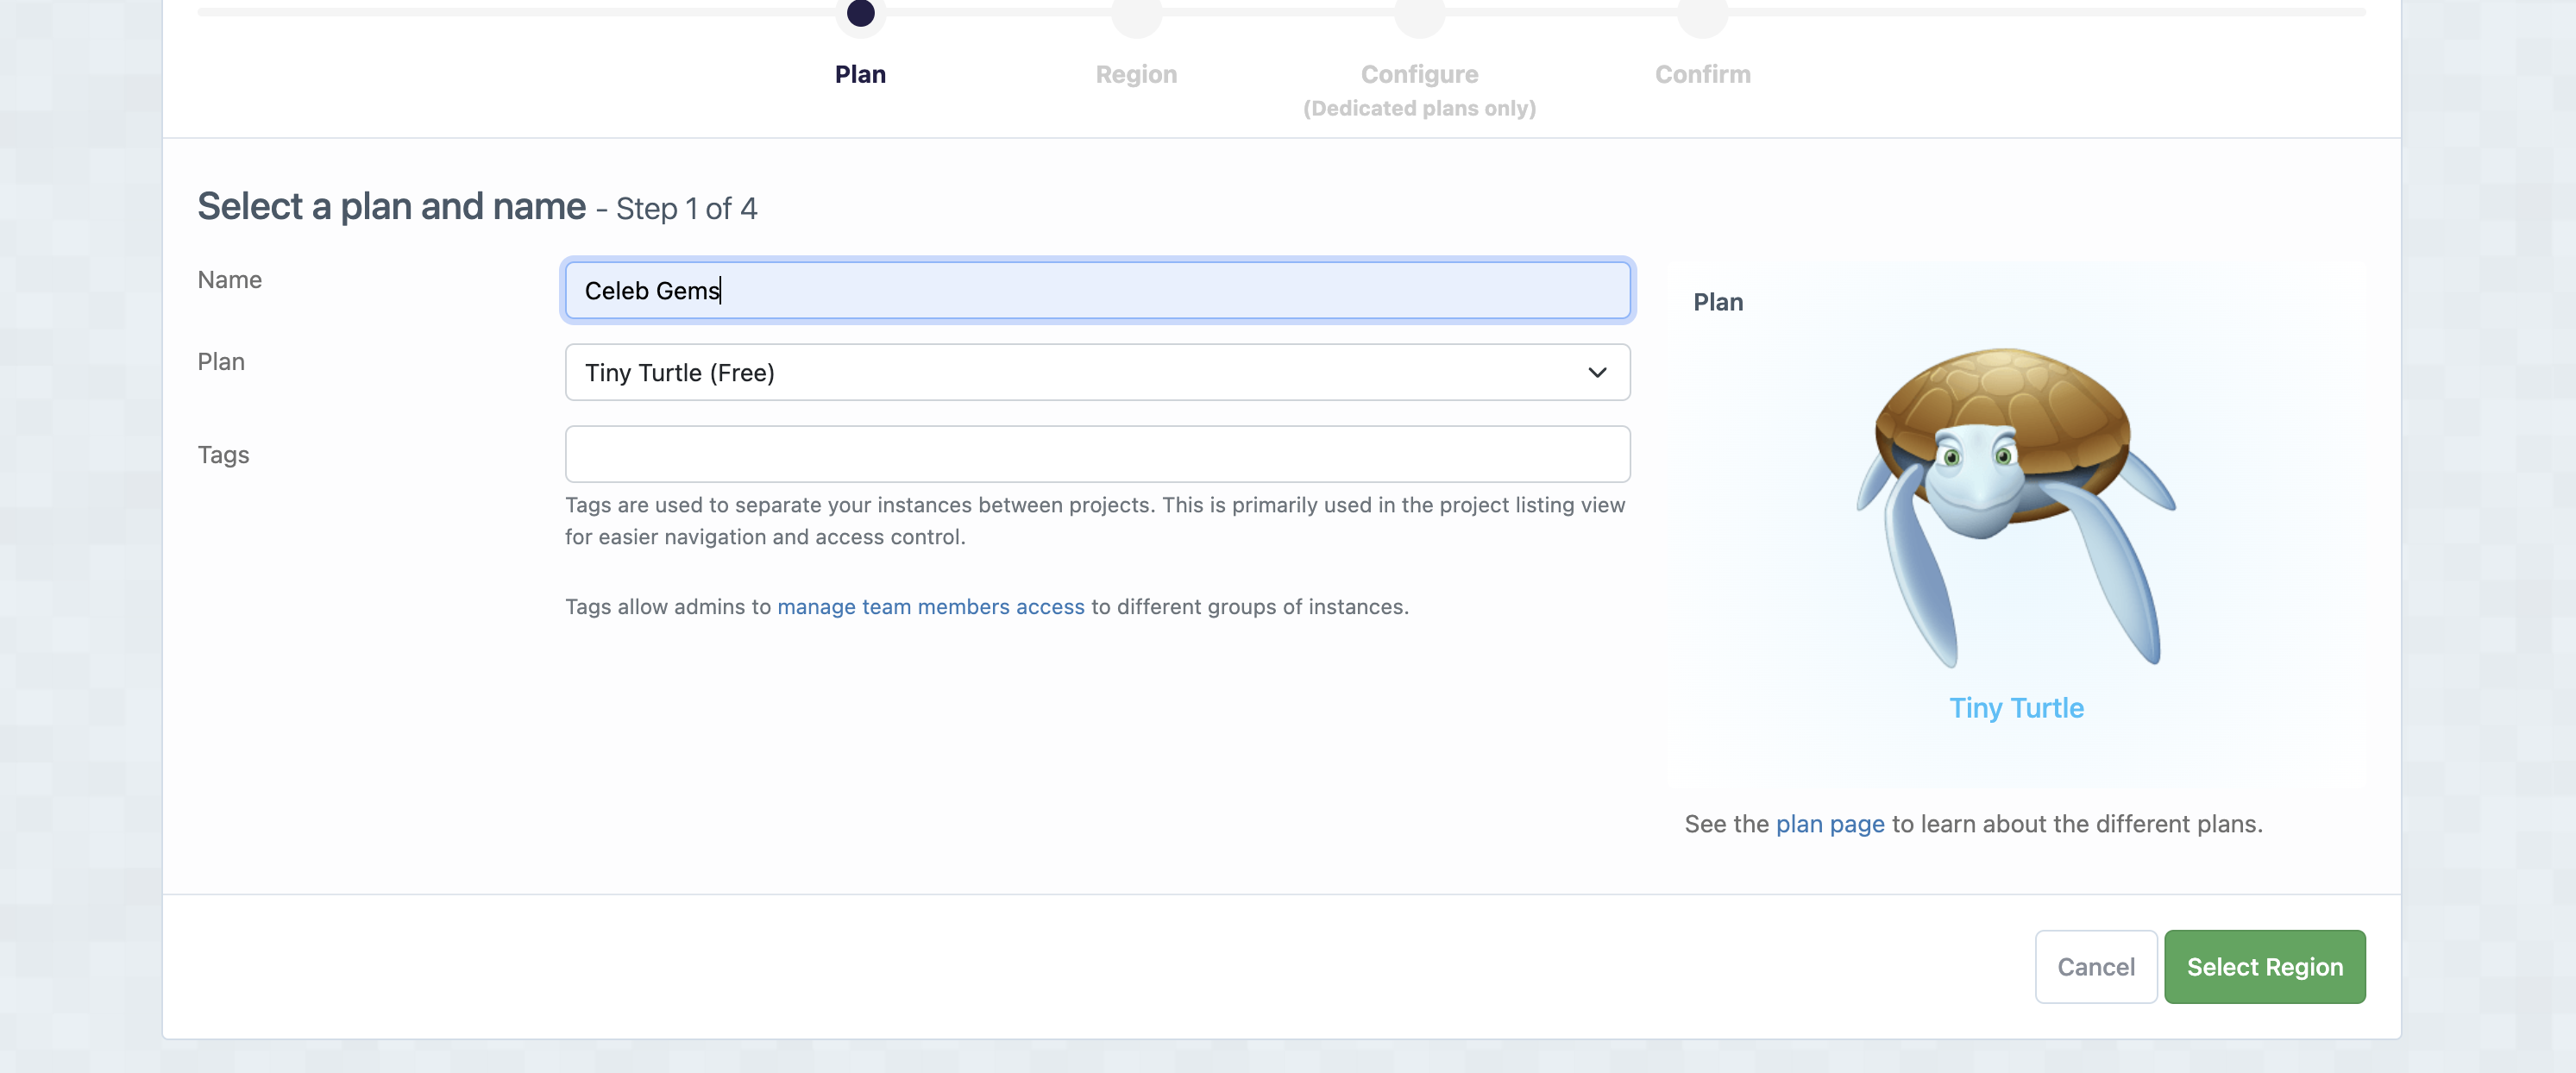 Plan
Region
Configure
(Dedicated plans only)
Confirm
Select a plan and name - Step 1 of 4
Name
Celeb Gems
Plan
Tiny Turtle (Free)
Tags
Tags are used to separate your instances between projects. This is primarily used in the project listing view
for easier navigation and access control.
Tags allow admins to manage team members access to different groups of instances.
Plan
Tiny Turtle
See the plan page to learn about the different plans.
Cancel
Select Region